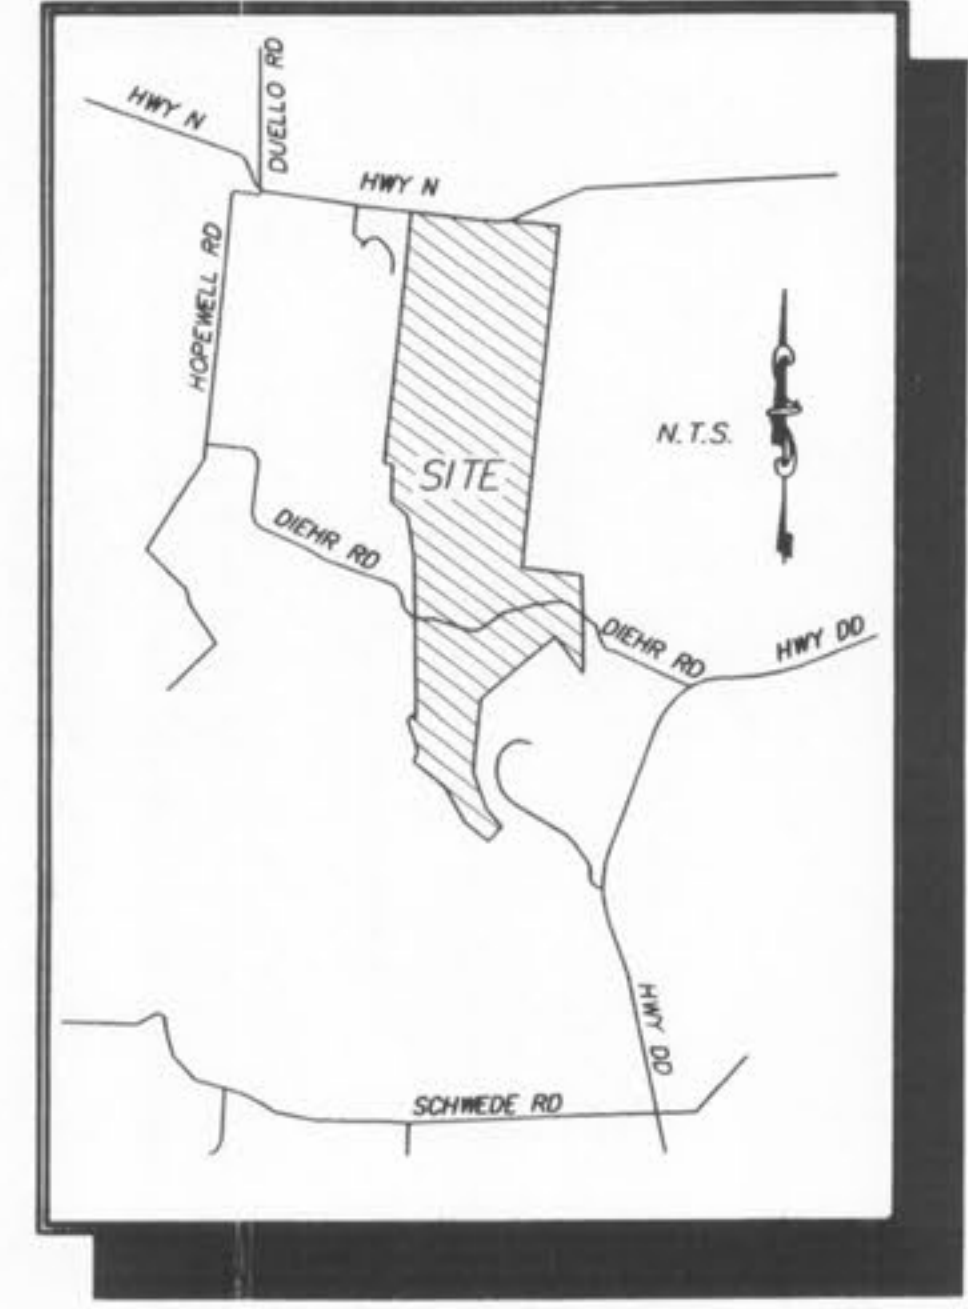 HWY N
DUELLO RD
HWY N
HOPEWELL RD
N.T.S.
SITE
DIEHR RD
DIEHR RD
HWY DD
HWY DD
SCHWEDE RD